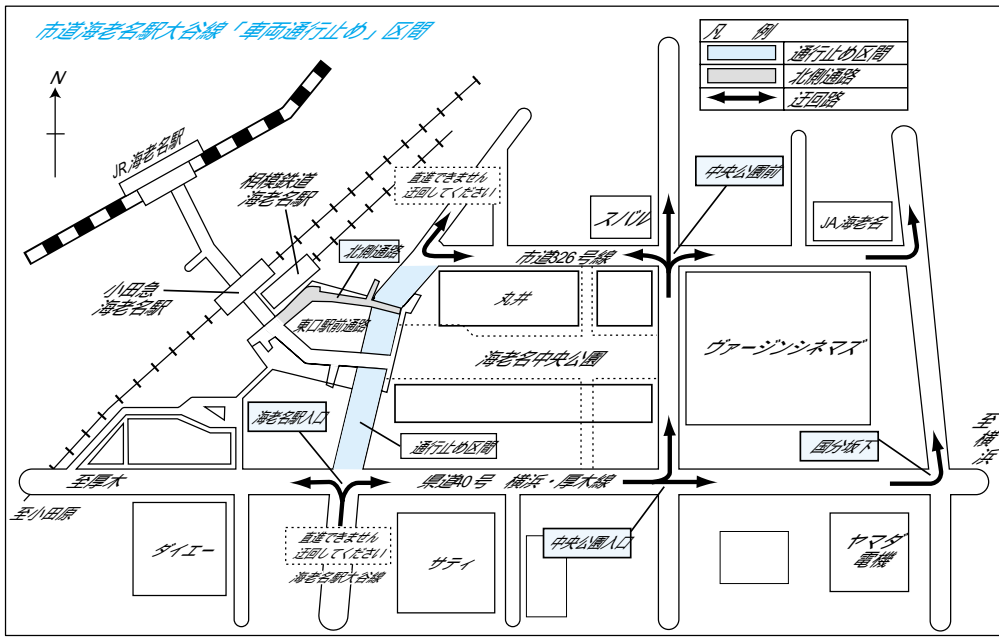 市道海老名駅大谷線「車両通行止め」区間
凡 例
通行止め区間
北側通路
迂回路
N
JR海老名駅
相模鉄道
海老名駅
直進できません
迂回してください
中央公園前
スバル
JA海老名
北側通路
市道326号線
小田急
海老名駅
東口駅前通路
丸井
海老名中央公園
ヴァージンシネマズ
海老名駅入口
通行止め区間
国分坂下
至横浜
至厚木
県道40号 横浜・厚木線
至小田原
ダイエー
直進できません
迂回してください
海老名駅大谷線
サティ
中央公園入口
ヤマダ
電機